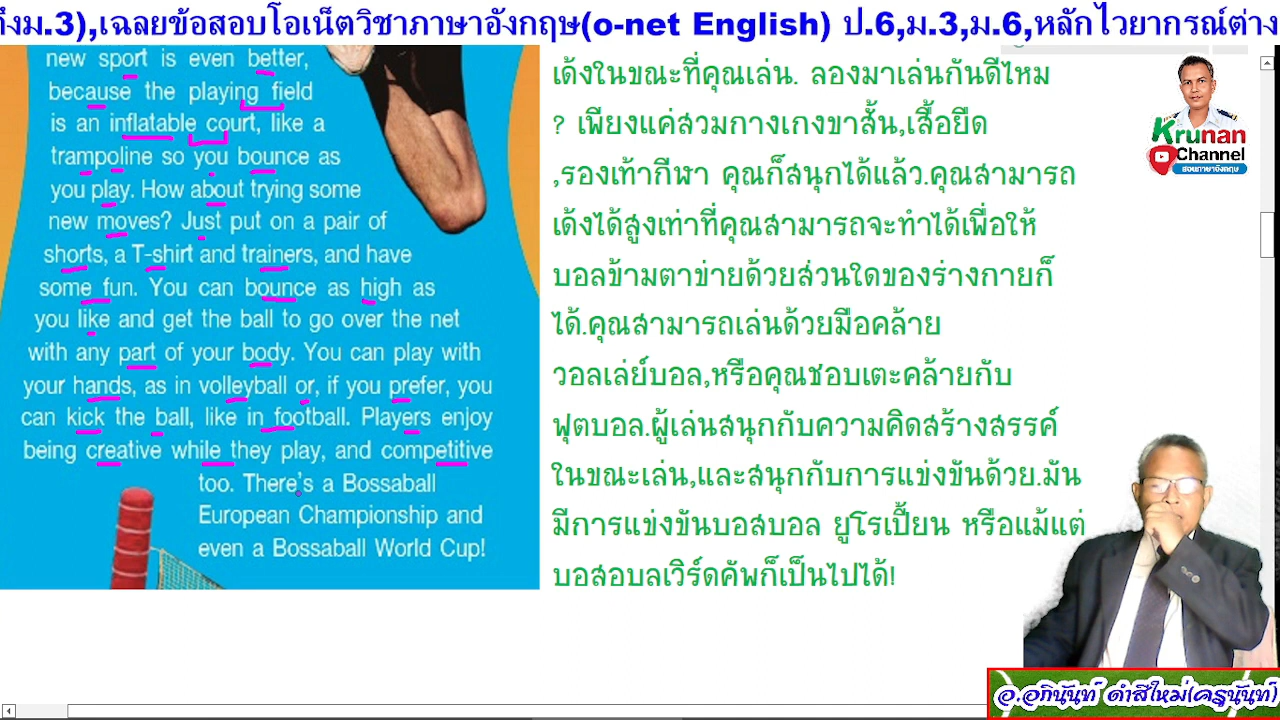 ถึงม.3),เฉลยข้อสอบโอเน็ตวิชาภาษาอังกฤษ(o-net English) ป.6,ม.3,ม.6,หลักไวยากรณ์ต่าง
new sport is even better,
because the playing field
is an inflatable court, like a
trampoline so you bounce as
you play. How about trying some
new moves? Just put on a pair of
shorts, a T-shirt and trainers, and have
some fun. You can bounce as high as
you like and get the ball to go over the net
with any part of your body. You can play with
your hands, as in volleyball or, if you prefer, you
can kick the ball, like in football. Players enjoy
being creative while they play, and competitive
too. There's a Bossaball
European Championship and
even a Bossaball World Cup!
เด้งในขณะที่คุณเล่น. ลองมาเล่นกันดีไหม
? เพียงแค่สวมกางเกงขาสั้น,เสื้อยืด
,รองเท้ากีฬา คุณก็สนุกได้แล้ว.คุณสามารถ
เด้งได้สูงเท่าที่คุณสามารถจะทำได้เพื่อให้
บอลข้ามตาข่ายด้วยส่วนใดของร่างกายก็
ได้.คุณสามารถเล่นด้วยมือคล้าย
วอลเล่ย์บอล,หรือคุณชอบเตะคล้ายกับ
ฟุตบอล.ผู้เล่นสนุกกับความคิดสร้างสรรค์
ในขณะเล่น,และสนุกกับการแข่งขันด้วย.มัน
มีการแข่งขันบอสบอล ยูโรเปี้ยน หรือแม้แต่
บอสอบลเวิร์ดคัพก็เป็นไปได้!
Krunan
Channel
สอนภาษาอังกฤษ
อ.อภินันท์ ดำสีใหม่(ครูนันท์)